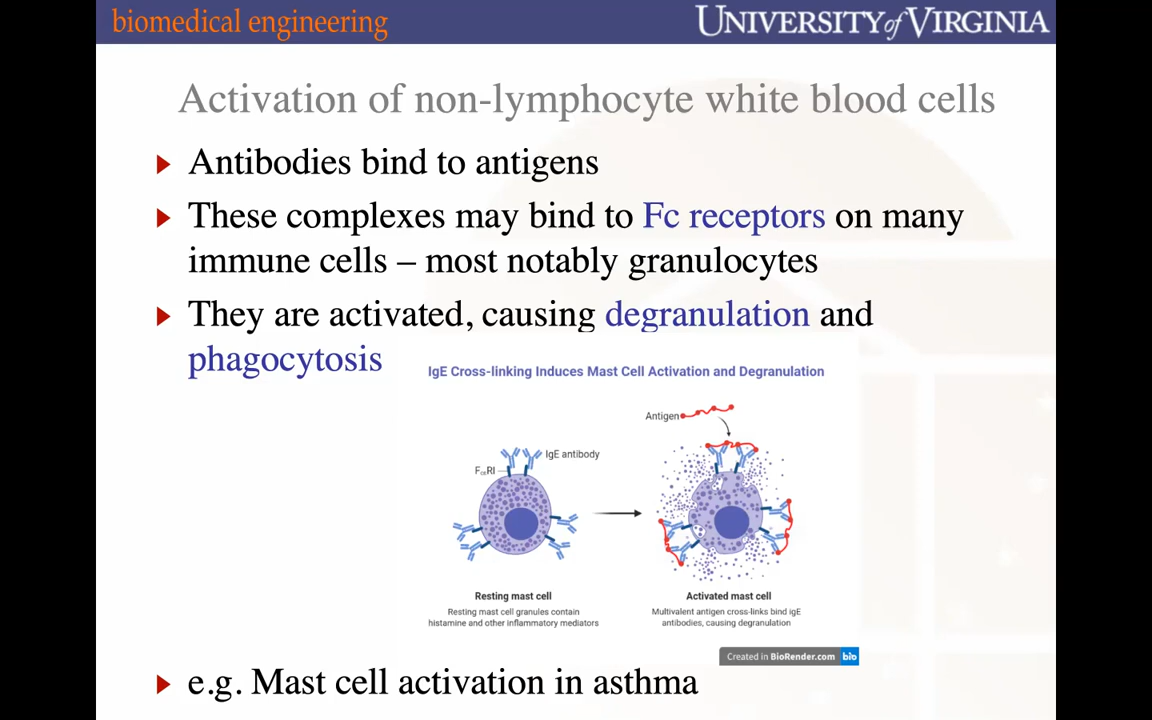 biomedical engineering
UNIVERSITY of VIRGINIA
Activation of non-lymphocyte white blood cells
Antibodies bind to antigens
These complexes may bind to Fc receptors on many
immune cells – most notably granulocytes
They are activated, causing degranulation and
phagocytosis
IgE Cross-linking Induces Mast Cell Activation and Degranulation
Antigen
IgE antibody
FcεRI
Resting mast cell
Resting mast cell granules contain
histamine and other inflammatory mediators
Activated mast cell
Multivalent antigen cross-links bind igE
antibodies, causing degranulation
Created in BioRender.com bio
e.g. Mast cell activation in asthma